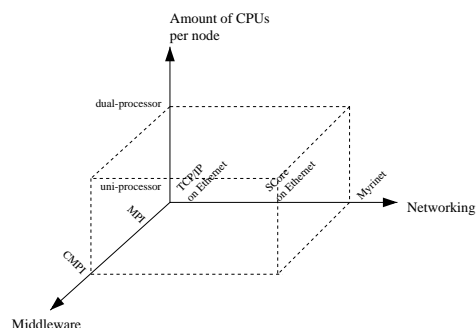 Amount of CPUs
per node
dual-processor
uni-processor
TCP/IP
on Ethernet
SCore
on Ethernet
Myrinet
Networking
MPI
CMPI
Middleware